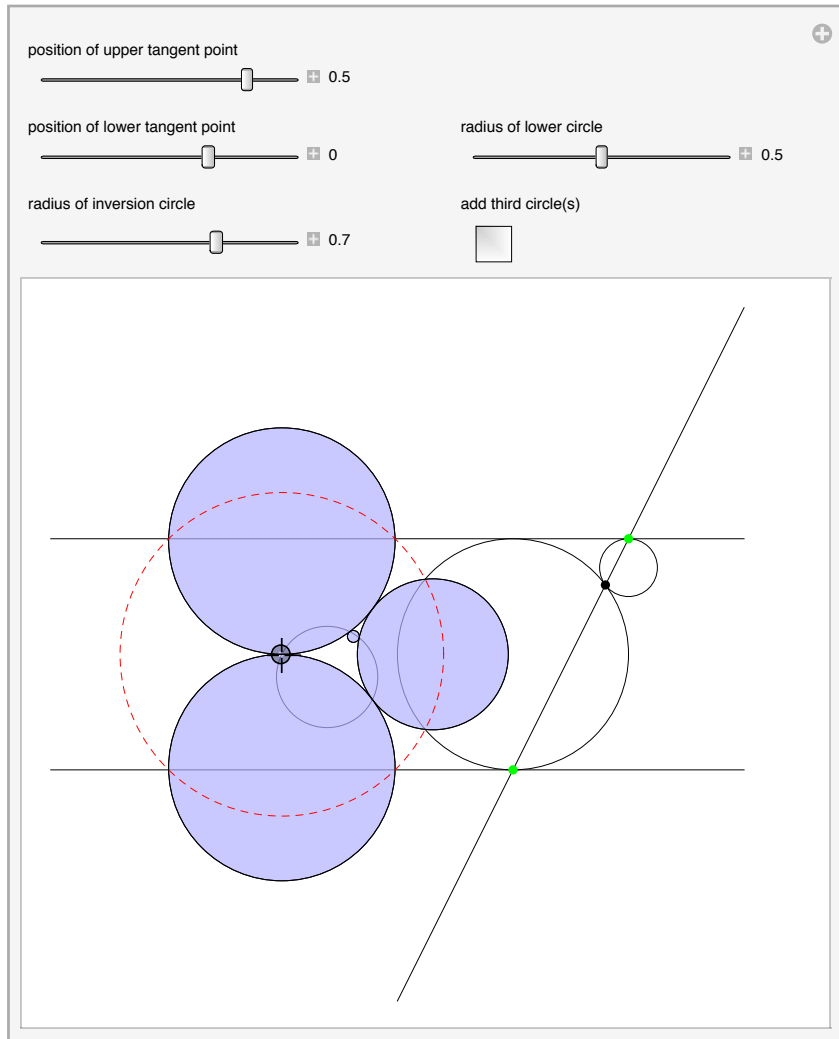 position of upper tangent point
0.5
position of lower tangent point
0
radius of lower circle
0.5
radius of inversion circle
0.7
add third circle(s)